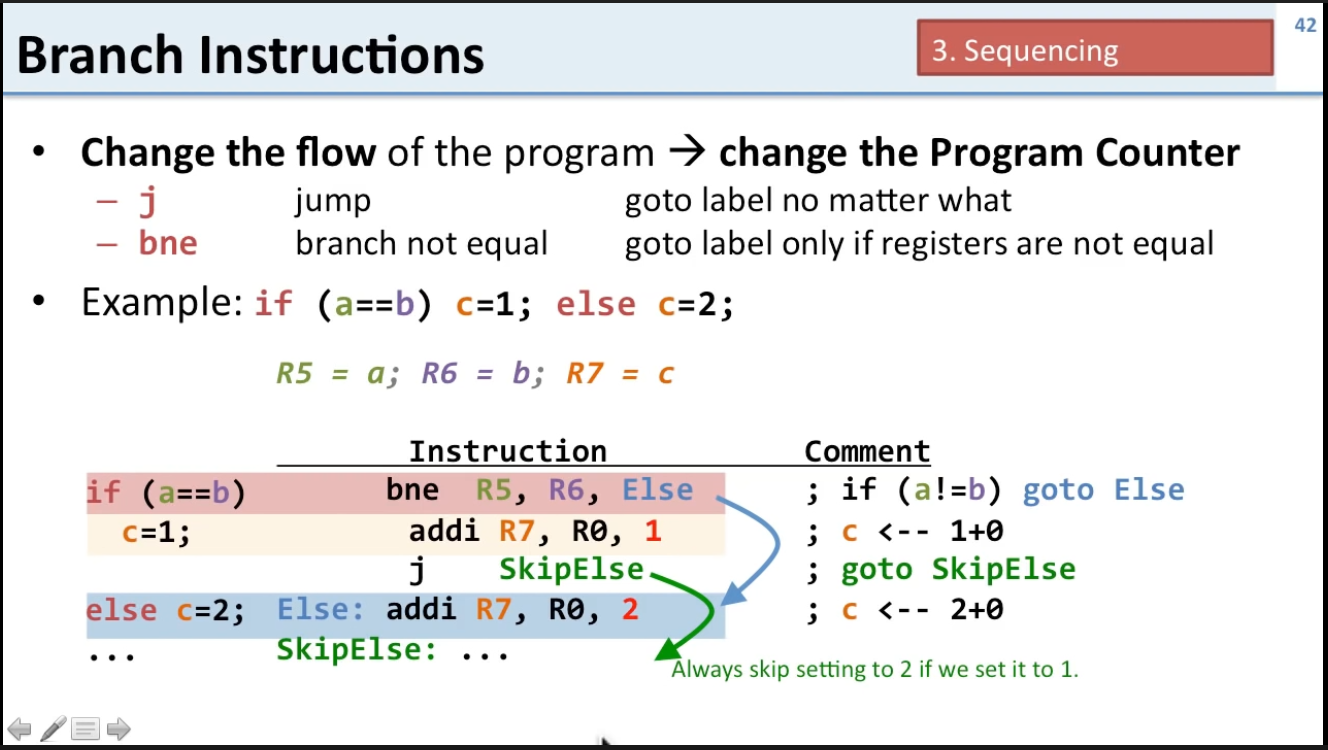 42
Branch Instructions
3. Sequencing
• Change the flow of the program → change the Program Counter
– j jump goto label no matter what
– bne branch not equal goto label only if registers are not equal
• Example: if (a==b) c=1; else c=2;
R5 = a; R6 = b; R7 = c
Instruction Comment
if (a==b) bne R5, R6, Else ; if (a!=b) goto Else
c=1; addi R7, R0, 1 ; c <-- 1+0
j SkipElse ; goto SkipElse
else c=2; Else: addi R7, R0, 2 ; c <-- 2+0
... SkipElse: ...
Always skip setting to 2 if we set it to 1.